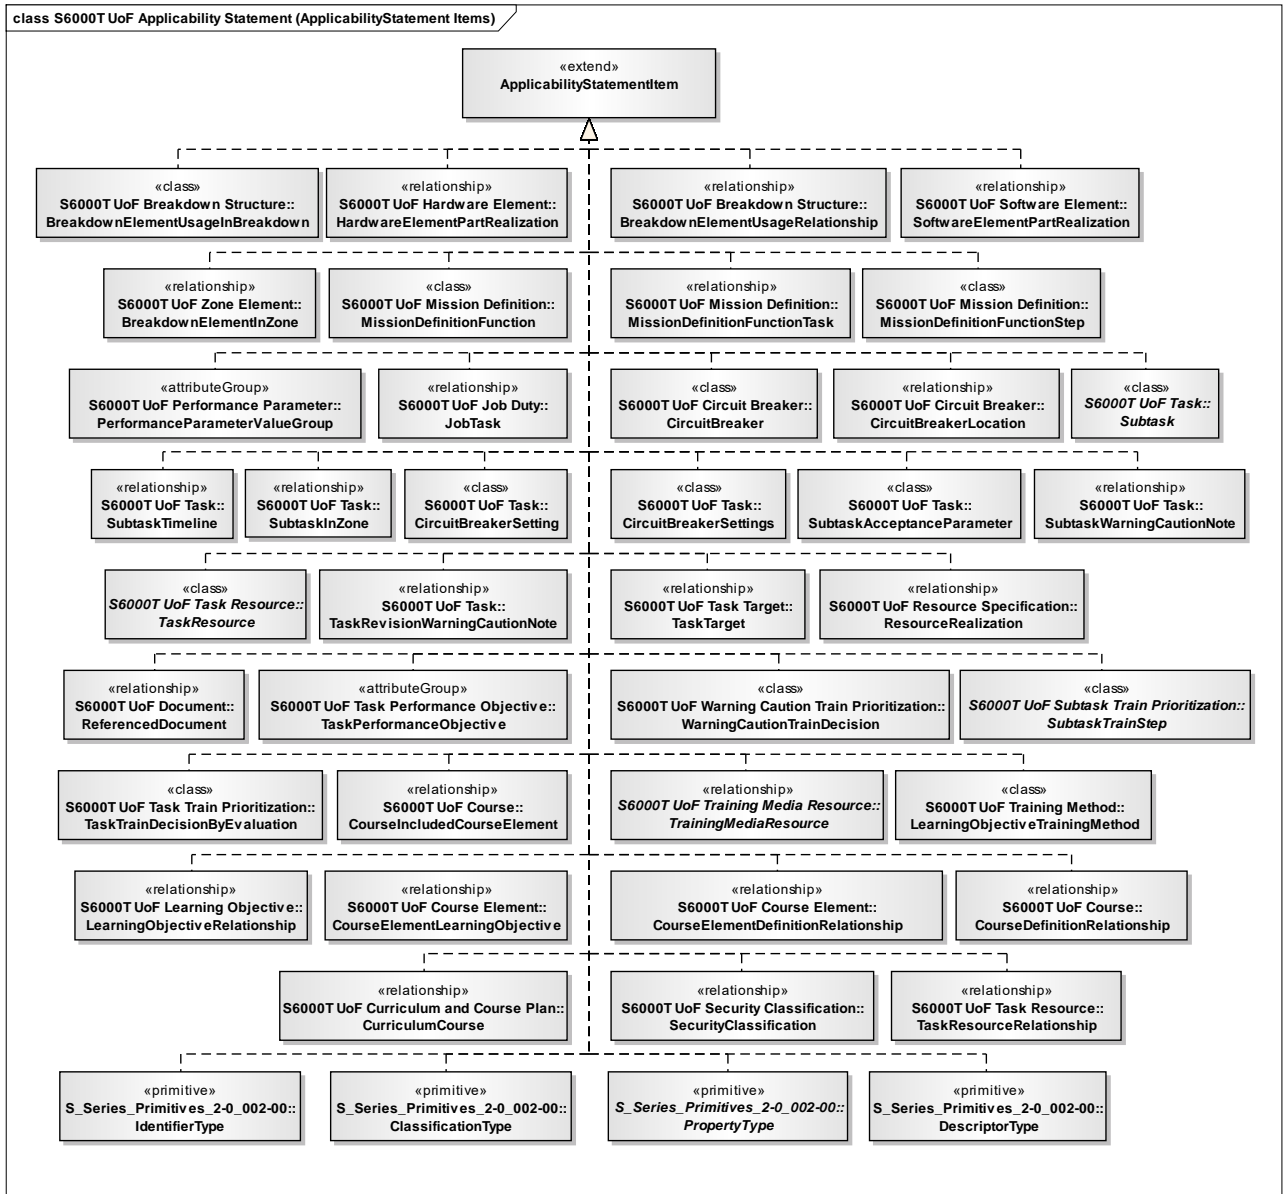 class S6000T UoF Applicability Statement (ApplicabilityStatement Items)
«extend»
ApplicabilityStatementItem
«class»
S6000T UoF Breakdown Structure::
BreakdownElementUsageInBreakdown
«relationship»
S6000T UoF Hardware Element::
HardwareElementPartRealization
«relationship»
S6000T UoF Breakdown Structure::
BreakdownElementUsageRelationship
«relationship»
S6000T UoF Software Element::
SoftwareElementPartRealization
«relationship»
S6000T UoF Zone Element::
BreakdownElementInZone
«class»
S6000T UoF Mission Definition::
MissionDefinitionFunction
«relationship»
S6000T UoF Mission Definition::
MissionDefinitionFunctionTask
«class»
S6000T UoF Mission Definition::
MissionDefinitionFunctionStep
«attributeGroup»
S6000T UoF Performance Parameter::
PerformanceParameterValueGroup
«relationship»
S6000T UoF Job Duty::
JobTask
«class»
S6000T UoF Circuit Breaker::
CircuitBreaker
«relationship»
S6000T UoF Circuit Breaker::
CircuitBreakerLocation
«class»
S6000T UoF Task::
Subtask
«relationship»
S6000T UoF Task::
SubtaskTimeline
«relationship»
S6000T UoF Task::
SubtaskInZone
«class»
S6000T UoF Task::
CircuitBreakerSetting
«class»
S6000T UoF Task::
CircuitBreakerSettings
«class»
S6000T UoF Task::
SubtaskAcceptanceParameter
«relationship»
S6000T UoF Task::
SubtaskWarningCautionNote
«class»
S6000T UoF Task Resource::
TaskResource
«relationship»
S6000T UoF Task::
TaskRevisionWarningCautionNote
«relationship»
S6000T UoF Task Target::
TaskTarget
«relationship»
S6000T UoF Resource Specification::
ResourceRealization
«relationship»
S6000T UoF Document::
ReferencedDocument
«attributeGroup»
S6000T UoF Task Performance Objective::
TaskPerformanceObjective
«class»
S6000T UoF Warning Caution Train Prioritization::
WarningCautionTrainDecision
«class»
S6000T UoF Subtask Train Prioritization::
SubtaskTrainStep
«class»
S6000T UoF Task Train Prioritization::
TaskTrainDecisionByEvaluation
«relationship»
S6000T UoF Course::
CourseIncludedCourseElement
«relationship»
S6000T UoF Training Media Resource::
TrainingMediaResource
«class»
S6000T UoF Training Method::
LearningObjectiveTrainingMethod
«relationship»
S6000T UoF Learning Objective::
LearningObjectiveRelationship
«relationship»
S6000T UoF Course Element::
CourseElementLearningObjective
«relationship»
S6000T UoF Course Element::
CourseElementDefinitionRelationship
«relationship»
S6000T UoF Course::
CourseDefinitionRelationship
«relationship»
S6000T UoF Curriculum and Course Plan::
CurriculumCourse
«relationship»
S6000T UoF Security Classification::
SecurityClassification
«relationship»
S6000T UoF Task Resource::
TaskResourceRelationship
«primitive»
S_Series_Primitives_2-0_002-00::
IdentifierType
«primitive»
S_Series_Primitives_2-0_002-00::
ClassificationType
«primitive»
S_Series_Primitives_2-0_002-00::
PropertyType
«primitive»
S_Series_Primitives_2-0_002-00::
DescriptorType